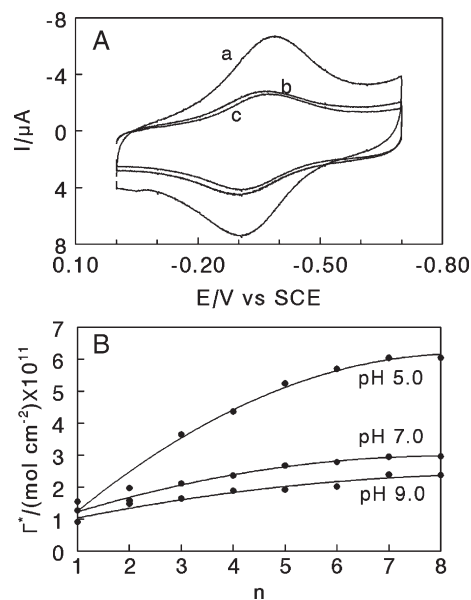 A
a
b
c
-8
-4
0
4
8
I/μA
0.10 -0.20 -0.50 -0.80
E/V vs SCE
B
7
6
5
4
3
2
1
0
Γ*/(mol cm⁻²)X10¹¹
pH 5.0
pH 7.0
pH 9.0
1 2 3 4 5 6 7 8
n